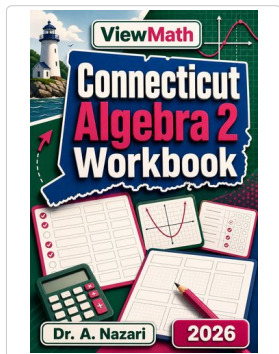 ViewMath
Connecticut
Algebra 2
Workbook
Dr. A. Nazari
2026